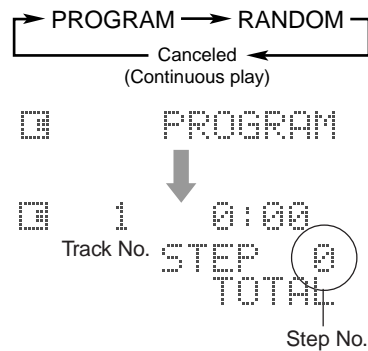 PROGRAM RANDOM
Canceled
(Continuous play)
PROGRAM
1 0:00
Track No. STEP 0
TOTAL
Step No.